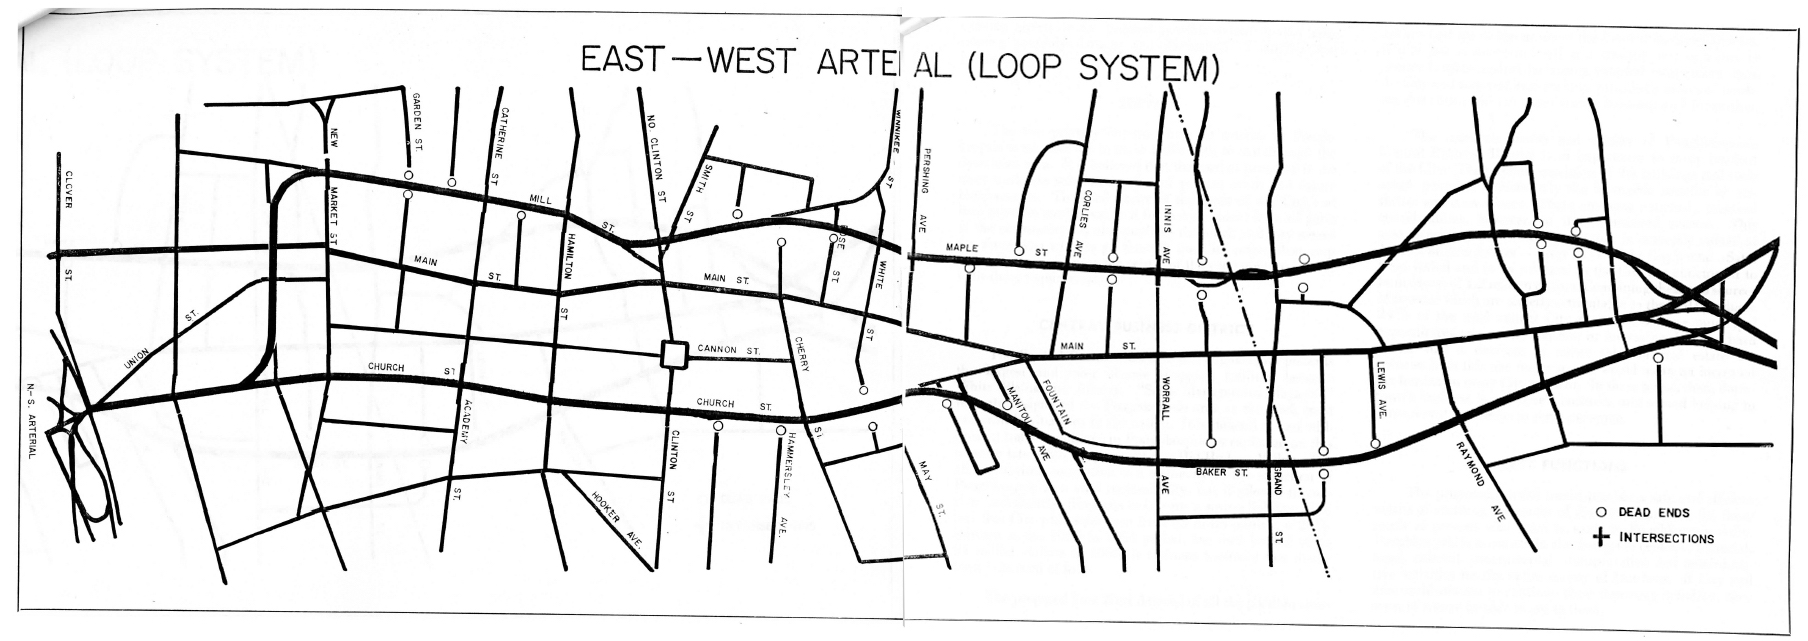 EAST—WEST ARTE AL (LOOP SYSTEM)
CLOVER
ST.
NEW
MARKET ST.
GARDEN ST.
CATHERINE ST
NO CLINTON ST
SMITH ST.
WINNIKEE ST
PERSHING AVE
CORLIES AVE
INNIS AVE
MILL
ST.
MAPLE ST
MAIN
ST.
MAIN ST.
HAMILTON
ST.
WHITE
ST.
ST.
UNION ST.
CANNON ST.
CHERRY
ST.
MAIN ST.
CHURCH ST
CHURCH ST.
N-S. ARTERIAL
ACADEMY
ST.
CLINTON
ST
HAMMERSLEY AVE.
HOOKER AVE.
MAY ST.
MANITOU AVE
FOUNTAIN
WORRALL
AVE
BAKER ST.
GRAND
ST.
LEWIS AVE.
RAYMOND AVE
DEAD ENDS
INTERSECTIONS